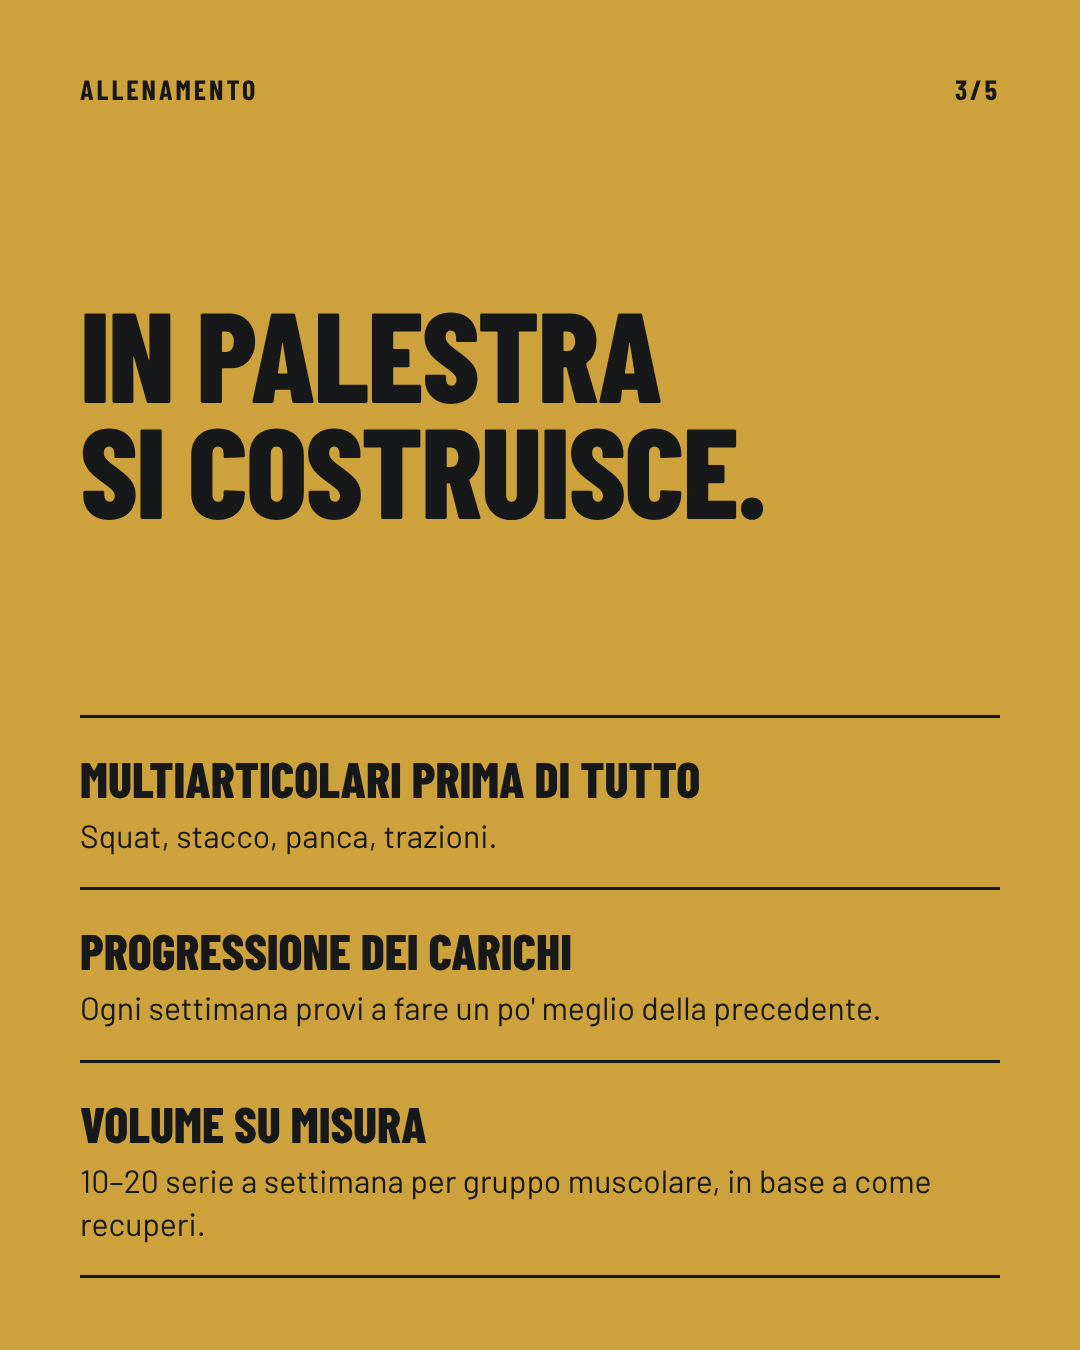 ALLENAMENTO
3/5
IN PALESTRA
SI COSTRUISCE.
MULTIARTICOLARI PRIMA DI TUTTO
Squat, stacco, panca, trazioni.
PROGRESSIONE DEI CARICHI
Ogni settimana provi a fare un po' meglio della precedente.
VOLUME SU MISURA
10–20 serie a settimana per gruppo muscolare, in base a come
recuperi.